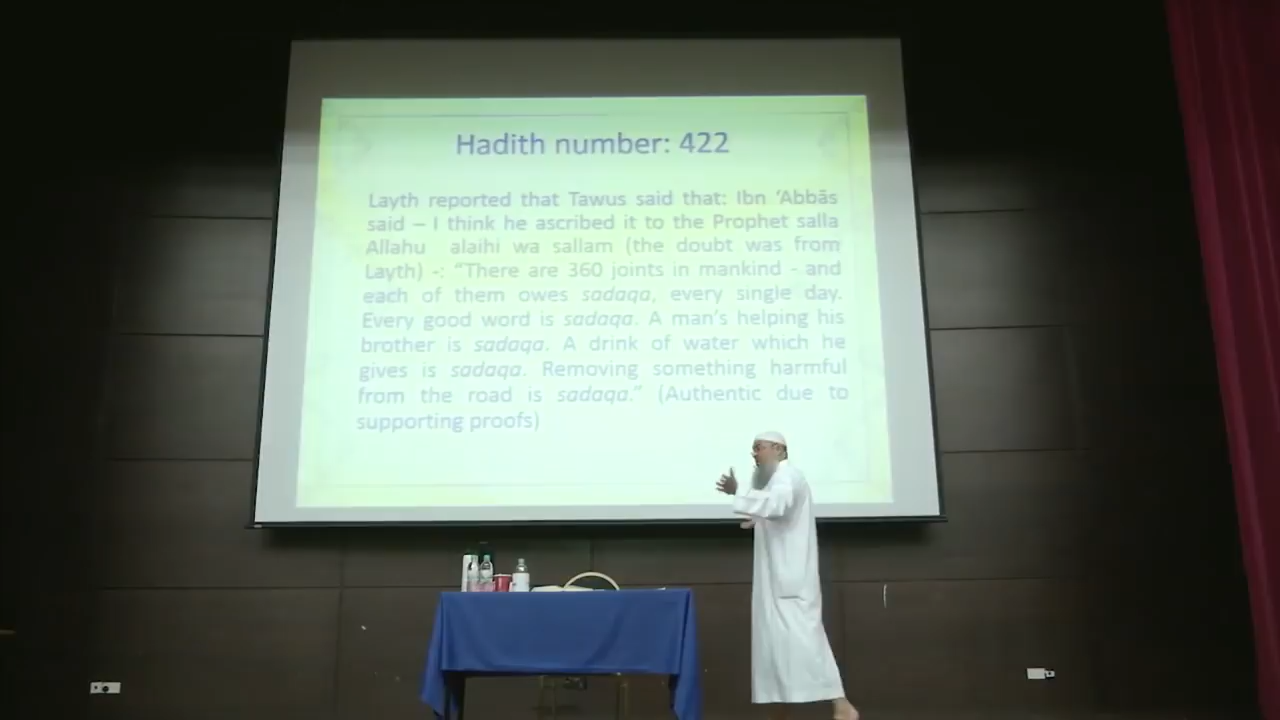 Hadith number: 422
Layth reported that Tawus said that: Ibn ‘Abbās
said – I think he ascribed it to the Prophet salla
Allahu alaihi wa sallam (the doubt was from
Layth) -: “There are 360 joints in mankind - and
each of them owes sadaqa, every single day.
Every good word is sadaqa. A man’s helping his
brother is sadaqa. A drink of water which he
gives is sadaqa. Removing something harmful
from the road is sadaqa.” (Authentic due to
supporting proofs)